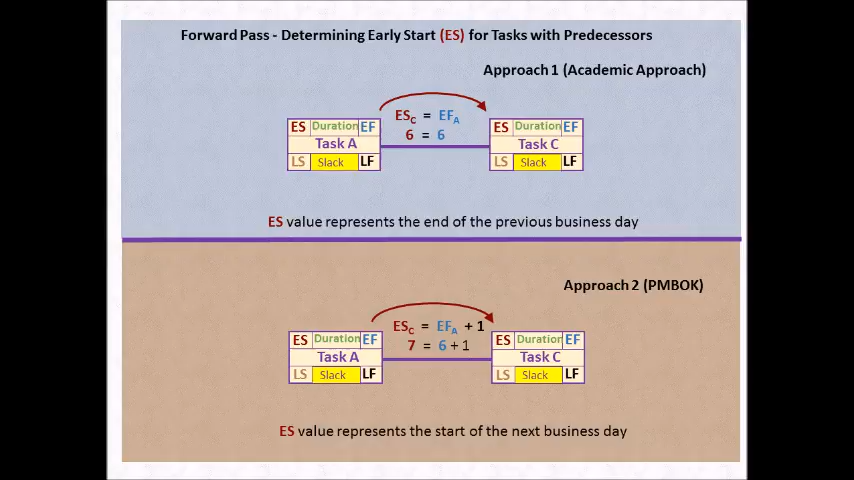 Forward Pass - Determining Early Start (ES) for Tasks with Predecessors
Approach 1 (Academic Approach)
ESC = EFA
6 = 6
ES Duration EF
Task A
LS Slack LF
ES Duration EF
Task C
LS Slack LF
ES value represents the end of the previous business day
Approach 2 (PMBOK)
ESC = EFA + 1
7 = 6 + 1
ES Duration EF
Task A
LS Slack LF
ES Duration EF
Task C
LS Slack LF
ES value represents the start of the next business day